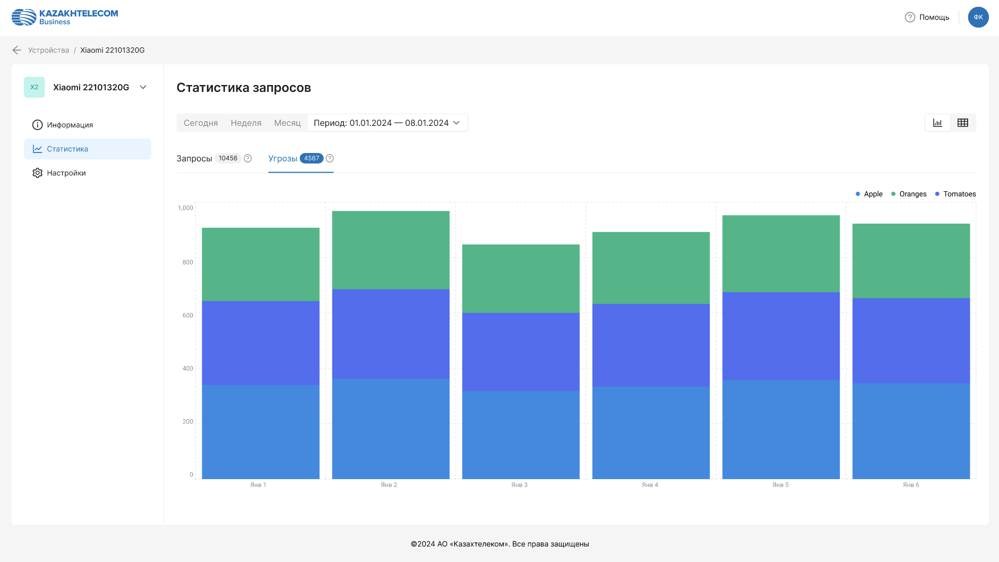 KAZAKHTELECOM
Business
Помощь
ФК
Устройства / Xiaomi 22101320G
X2
Xiaomi 22101320G
Информация
Статистика
Настройки
Статистика запросов
Сегодня Неделя Месяц Период: 01.01.2024 — 08.01.2024
Запросы 10456 Угрозы 4567
Apple Oranges Tomatoes
1,000
800
600
400
200
0
Янв 1 Янв 2 Янв 3 Янв 4 Янв 5 Янв 6
©2024 АО «Казахтелеком». Все права защищены